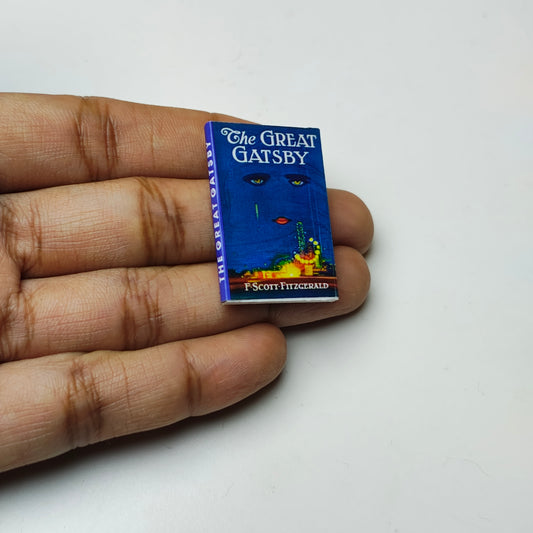 The GREAT
GATSBY
F·SCOTT·FITZGERALD
THE GREAT GATSBY